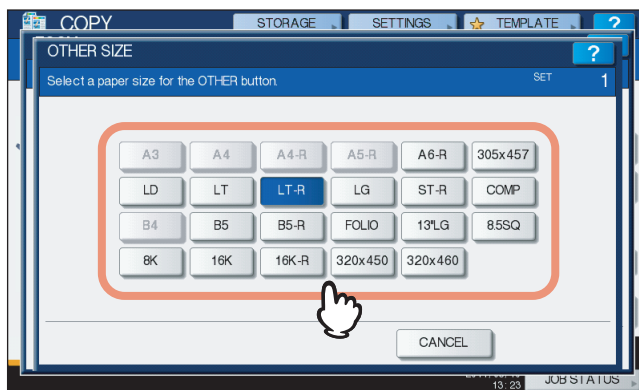 COPY STORAGE SETTINGS TEMPLATE ?
OTHER SIZE ?
Select a paper size for the OTHER button. SET 1
A3 A4 A4-R A5-R A6-R 305x457
LD LT LT-R LG ST-R COMP
B4 B5 B5-R FOLIO 13"LG 8.5SQ
8K 16K 16K-R 320x450 320x460
CANCEL
13:23 JOB STATUS